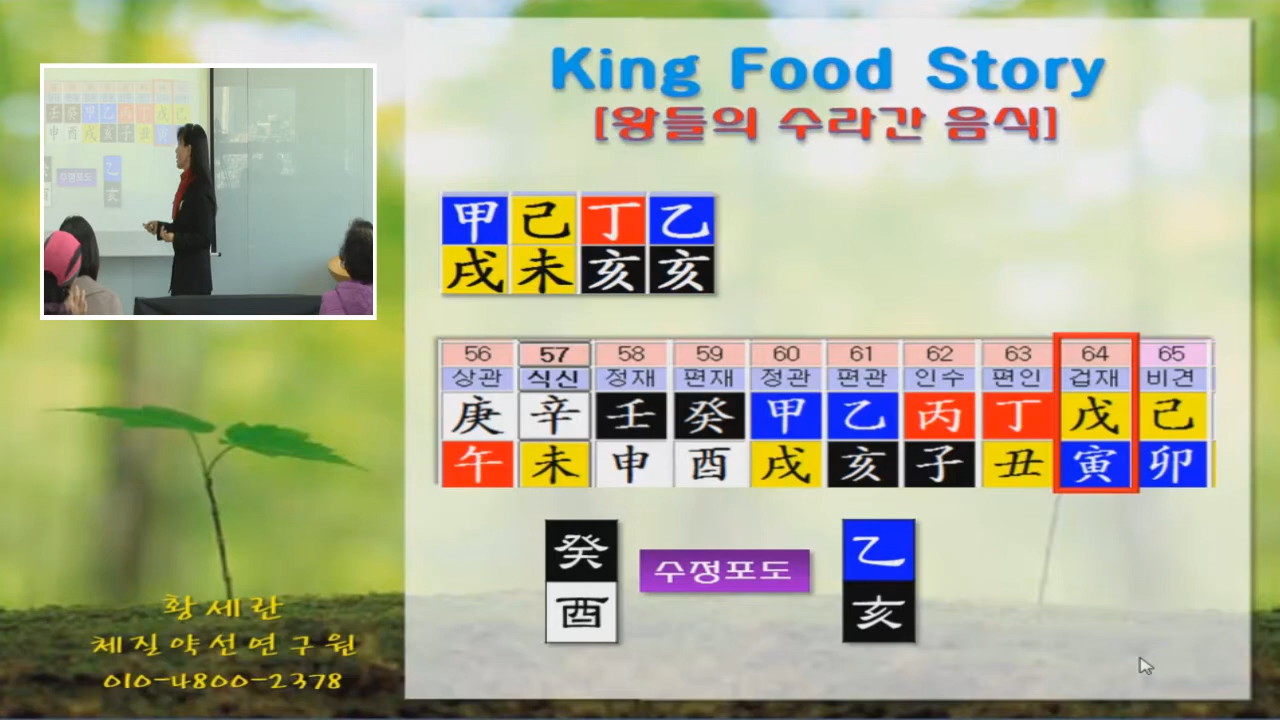 King Food Story
[왕들의 수라간 음식]
甲 己 丁 乙
戌 未 亥 亥
56 57 58 59 60 61 62 63 64 65
상관 식신 정재 편재 정관 편관 인수 편인 겁재 비견
庚 辛 壬 癸 甲 乙 丙 丁 戊 己
午 未 申 酉 戌 亥 子 丑 寅 卯
癸 수정포도 乙
酉 亥
황세란
체질약선연구원
010-4800-2378